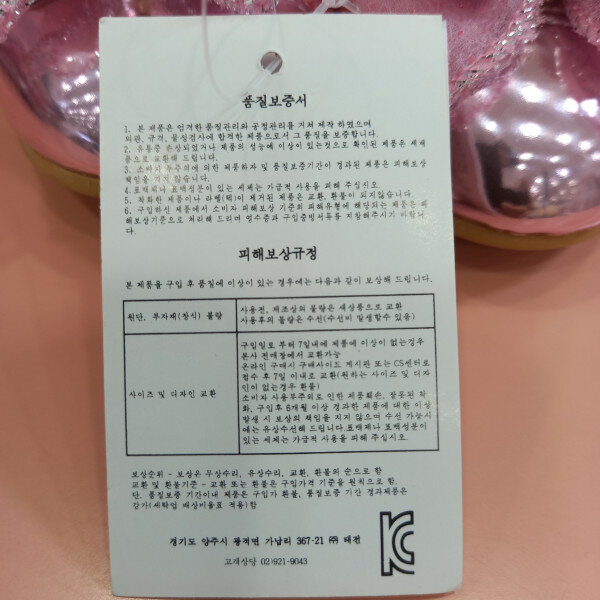 품질보증서
1. 본 제품은 엄격한 품질관리와 공정관리를 거쳐 제작 하였으며
외관, 규격, 물성검사에 합격한 제품으로서 그 품질을 보증합니다.
2. 유통중 손상되었거나 제품의 성능에 이상이 있는것으로 확인된 제품은 새제
품으로 교환해 드립니다.
3. 소비자 부주의에 의한 제품하자 및 품질보증기간이 경과된 제품은 피해보상
책임을 지지 않습니다.
4. 표백제나 표백성분이 있는 세제는 가급적 사용을 피해 주십시오
5. 착화한 제품이나 라벨(택)이 제거된 제품은 교환, 환불이 되지않습니다.
6. 구입하신 제품에서 소비자 피해보상 기준의 피해유형에 해당되는 제품은 피
해보상기준으로 처리해 드리며 영수증과 구입증빙서류를 지참해주시기 바랍니
다.
피해보상규정
본 제품을 구입 후 품질에 이상이 있는 경우에는 다음과 같이 보상해 드립니다.
원단. 부자재(장식) 불량
사용전, 제조상의 불량은 새상품으로 교환
사용후의 불량은 수선(수선비 발생할수 있음)
사이즈 및 디자인 교환
구입일로 부터 7일내에 제품에 이상이 없는경우
본사 전매장에서 교환가능
온라인 구매시 구매사이트 게시판 또는 CS센터로
접수 후 7일 이내로 교환(원하는 사이즈 및 디자
인이 없는경우 환불)
소비자 사용부주의로 인한 제품훼손, 잘못된 착
화, 구입후 6개월 이상 경과한 제품에 대한 이상
발생 시 보상의 책임을 지지 않으며 수선 가능시
에는 유상수선해 드립니다.표백제나 표백성분이
있는 세제는 가급적 사용을 피해 주십시오.
보상순위 - 보상은 무상수리, 유상수리, 교환, 환불의 순으로 함
교환 및 환불기준 - 교환 또는 환불은 구입가격 기준을 원칙으로 함.
단. 품질보증 기간이내 제품은 구입가 환불, 품질보증 기간 경과제품은
감가(세탁업 배상비율표 적용)함
경기도 양주시 광적면 가납리 367-21 ㈜ 태전
고객상담 02)921-9043
KC